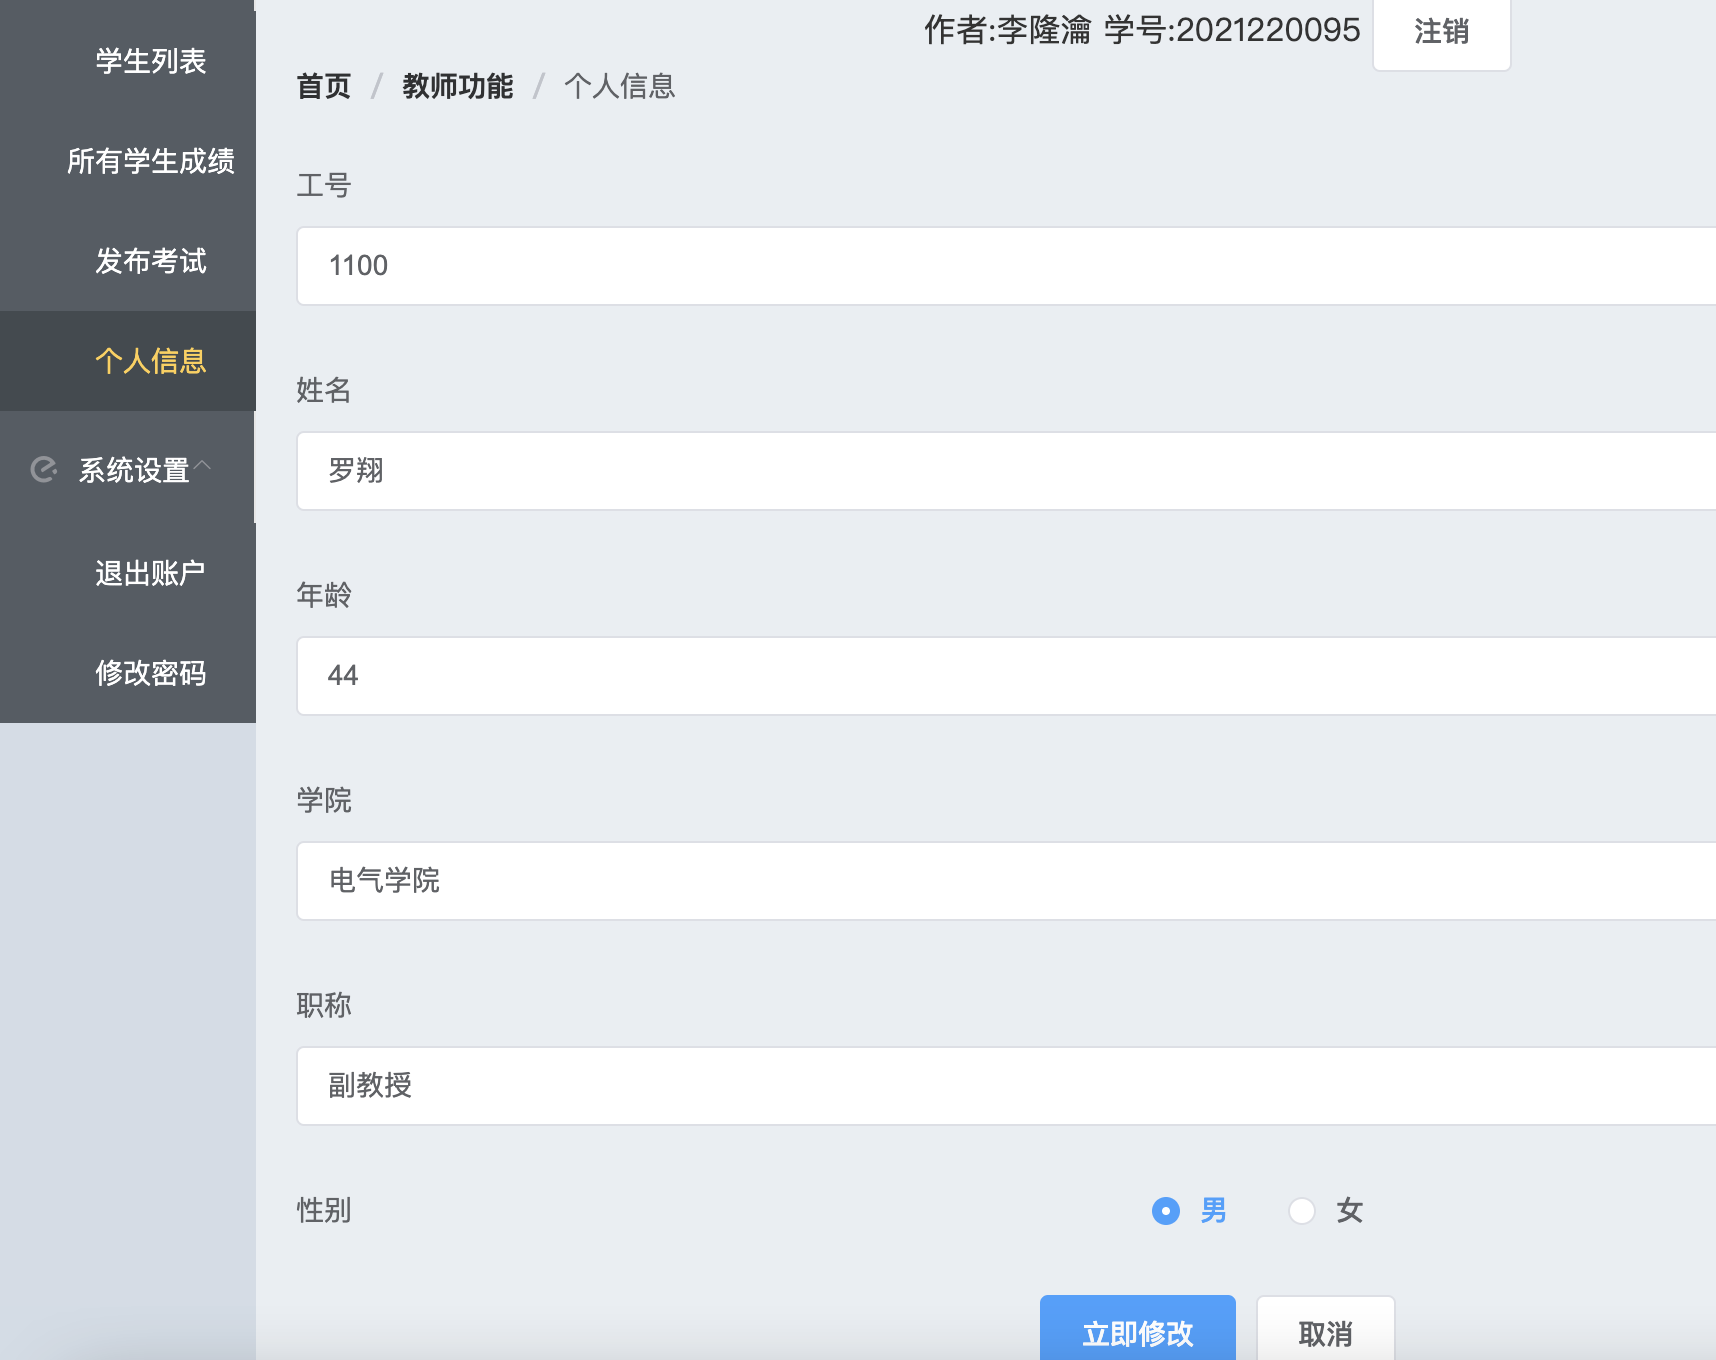 学生列表
所有学生成绩
发布考试
个人信息
系统设置
退出账户
修改密码
作者:李隆瀹 学号:2021220095
注销
首页 / 教师功能 / 个人信息
工号
1100
姓名
罗翔
年龄
44
学院
电气学院
职称
副教授
性别
男
女
立即修改
取消